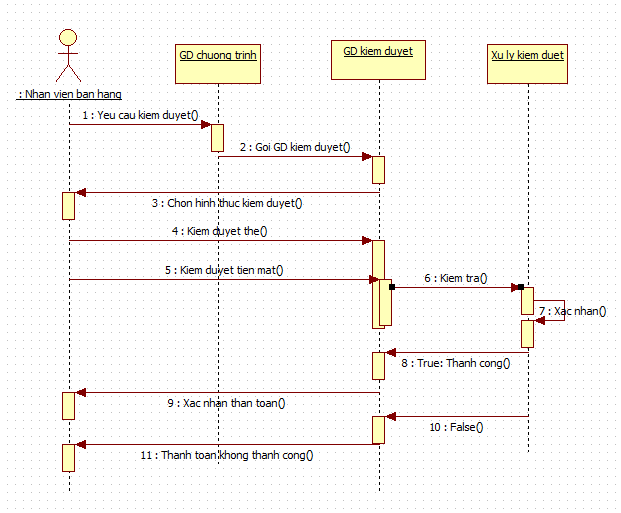 GD kiem duyet
GD chuong trinh
Xu ly kiem duet
: Nhan vien ban hang
1 : Yeu cau kiem duyet()
2 : Goi GD kiem duyet()
3 : Chon hinh thuc kiem duyet()
4 : Kiem duyet the()
5 : Kiem duyet tien mat()
6 : Kiem tra()
7 : Xac nhan()
8 : True: Thanh cong()
9 : Xac nhan than toan()
10 : False()
11 : Thanh toan khong thanh cong()